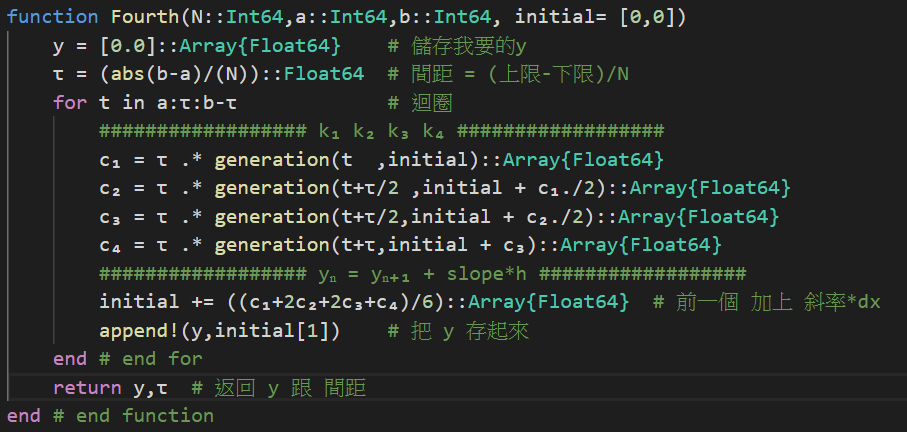 function Fourth(N::Int64,a::Int64,b::Int64, initial= [0,0])
    y = [0.0]::Array{Float64}    # 儲存我要的y
    τ = (abs(b-a)/(N))::Float64  # 間距 = (上限-下限)/N
    for t in a:τ:b-τ             # 迴圈
        ################## k₁ k₂ k₃ k₄ ##################
        c₁ = τ .* generation(t  ,initial)::Array{Float64}
        c₂ = τ .* generation(t+τ/2 ,initial + c₁./2)::Array{Float64}
        c₃ = τ .* generation(t+τ/2,initial + c₂./2)::Array{Float64}
        c₄ = τ .* generation(t+τ,initial + c₃)::Array{Float64}
        ################## yₙ = yₙ₊₁ + slope*h ##################
        initial += ((c₁+2c₂+2c₃+c₄)/6)::Array{Float64}  # 前一個 加上 斜率*dx
        append!(y,initial[1])    # 把 y 存起來
    end # end for
    return y,τ  # 返回 y 跟 間距
end # end function